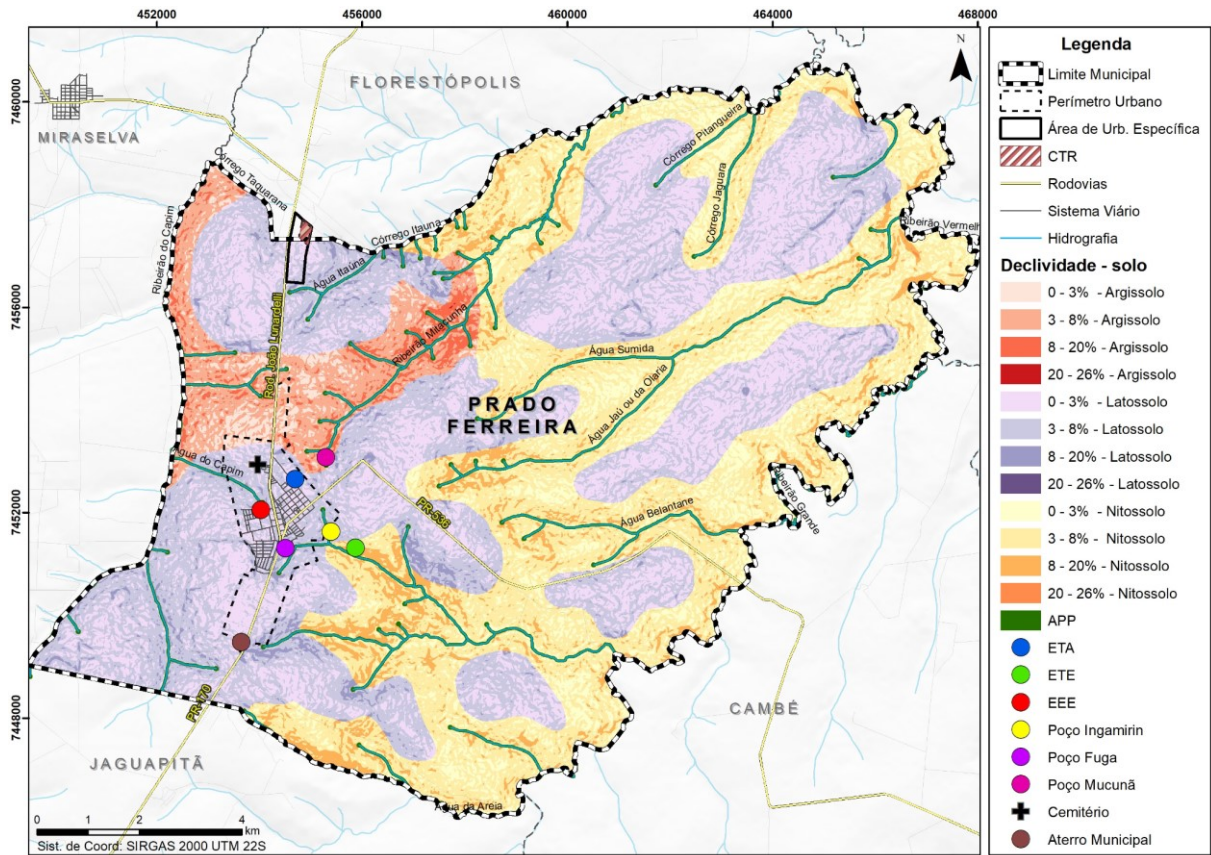 452000
456000
460000
464000
468000
7460000
7456000
7452000
7448000
N
FLORESTÓPOLIS
MIRASELVA
Córrego Taquarana
Ribeirão do Capim
Córrego Itauna
Água Itaúna
Córrego Pitangueira
Córrego Jaguara
Ribeirão Vermelh
Rod. João Lunardelli
Ribeirão Mitacunha
Água Sumida
PRADO
FERREIRA
Água Jaú ou da Olaria
Água do Capim
PR-536
Água Belantane
Ribeirão Grande
PR-170
CAMBÉ
JAGUAPITÃ
Água da Areia
0 1 2 4
km
Sist. de Coord: SIRGAS 2000 UTM 22S
Legenda
Limite Municipal
Perímetro Urbano
Área de Urb. Específica
CTR
Rodovias
Sistema Viário
Hidrografia
Declividade - solo
0 - 3% - Argissolo
3 - 8% - Argissolo
8 - 20% - Argissolo
20 - 26% - Argissolo
0 - 3% - Latossolo
3 - 8% - Latossolo
8 - 20% - Latossolo
20 - 26% - Latossolo
0 - 3% - Nitossolo
3 - 8% - Nitossolo
8 - 20% - Nitossolo
20 - 26% - Nitossolo
APP
ETA
ETE
EEE
Poço Ingamirin
Poço Fuga
Poço Mucunã
Cemitério
Aterro Municipal